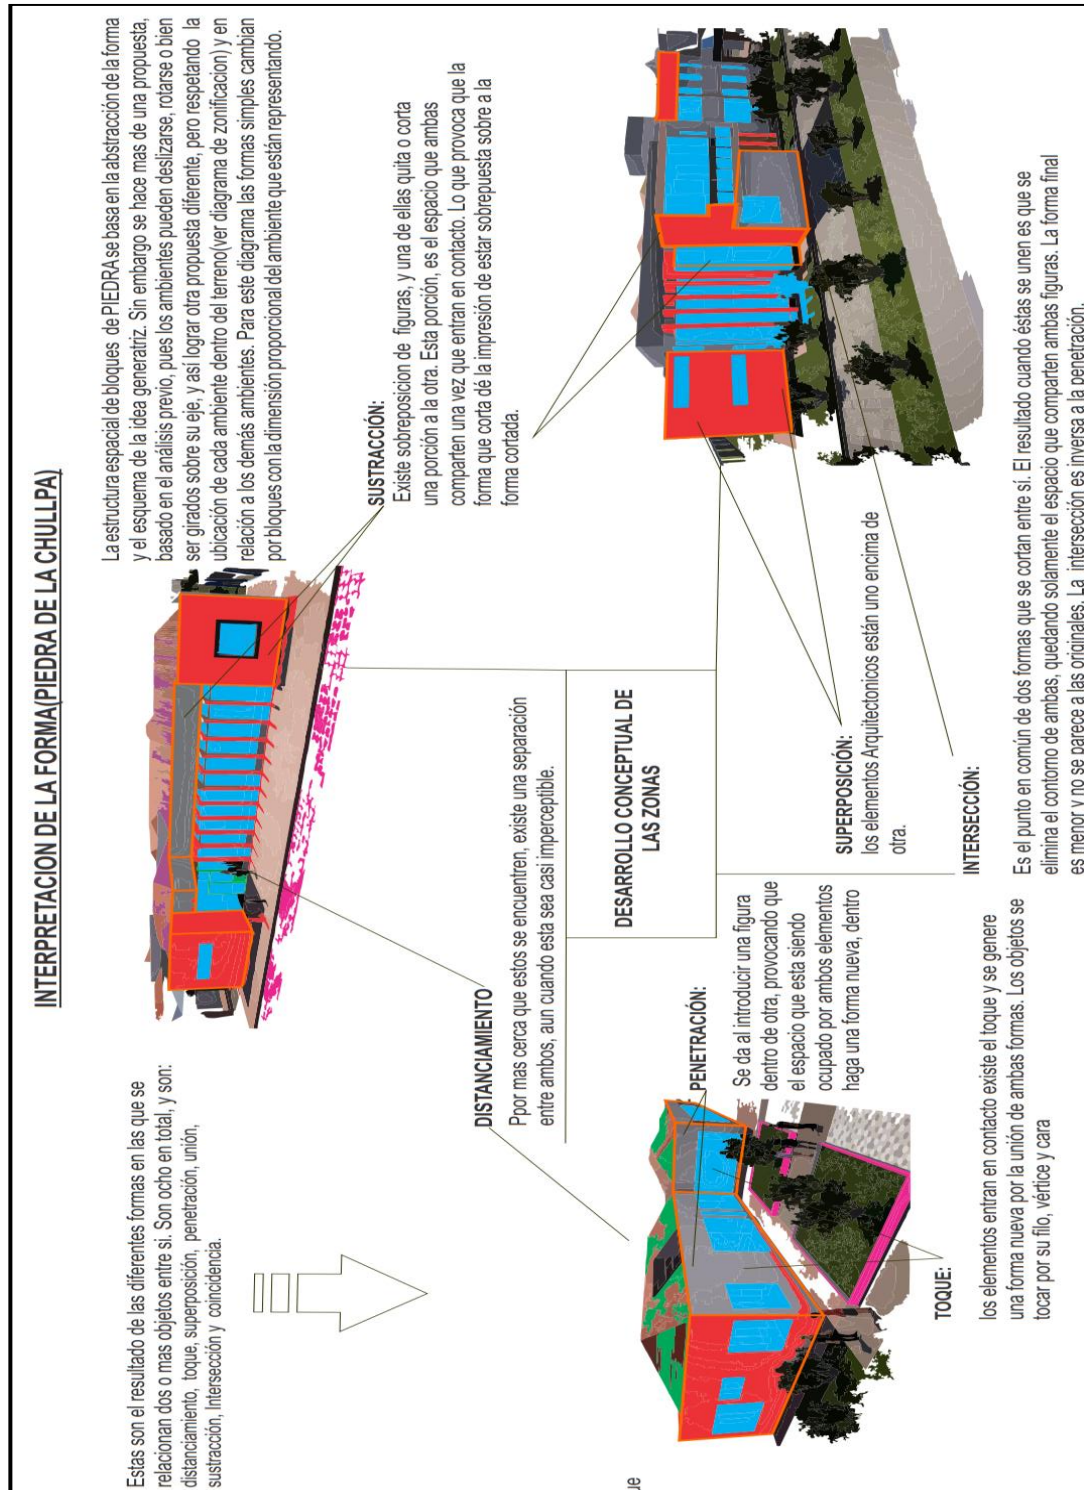 INTERPRETACION DE LA FORMA(PIEDRA DE LA CHULLPA)
Estas son el resultado de las diferentes formas en las que se
relacionan dos o mas objetos entre si. Son ocho en total, y son:
distanciamiento, toque, superposición, penetración, unión,
sustracción, Intersección y coincidencia.
La estructura espacial de bloques de PIEDRA se basa en la abstracción de la forma
y el esquema de la idea generatriz. Sin embargo se hace mas de una propuesta,
basado en el análisis previo, pues los ambientes pueden deslizarse, rotarse o bien
ser girados sobre su eje, y así lograr otra propuesta diferente, pero respetando la
ubicación de cada ambiente dentro del terreno(ver diagrama de zonificacion) y en
relación a los demás ambientes. Para este diagrama las formas simples cambian
por bloques con la dimensión proporcional del ambiente que están representando.
SUSTRACCIÓN:
Existe sobreposicion de figuras, y una de ellas quita o corta
una porción a la otra. Esta porción, es el espacio que ambas
comparten una vez que entran en contacto. Lo que provoca que la
forma que corta dé la impresión de estar sobrepuesta sobre a la
forma cortada.
DISTANCIAMIENTO
Ppor mas cerca que estos se encuentren, existe una separación
entre ambos, aun cuando esta sea casi imperceptible.
DESARROLLO CONCEPTUAL DE
LAS ZONAS
PENETRACIÓN:
Se da al introducir una figura
dentro de otra, provocando que
el espacio que esta siendo
ocupado por ambos elementos
haga una forma nueva, dentro
SUPERPOSICIÓN:
los elementos Arquitectonicos están uno encima de
otra.
TOQUE:
los elementos entran en contacto existe el toque y se genere
una forma nueva por la unión de ambas formas. Los objetos se
tocar por su filo, vértice y cara
INTERSECCIÓN:
Es el punto en común de dos formas que se cortan entre sí. El resultado cuando éstas se unen es que se
elimina el contorno de ambas, quedando solamente el espacio que comparten ambas figuras. La forma final
es menor y no se parece a las originales. La intersección es inversa a la penetración.
ue